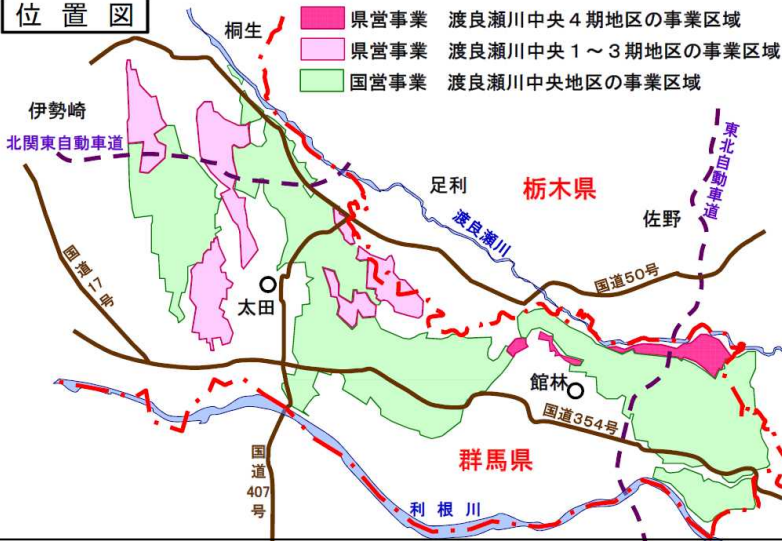 位置図
県営事業 渡良瀬川中央4期地区の事業区域
県営事業 渡良瀬川中央1～3期地区の事業区域
国営事業 渡良瀬川中央地区の事業区域
桐生
伊勢崎
北関東自動車道
足利
栃木県
東北自動車道
佐野
渡良瀬川
国道17号
太田
国道50号
館林
国道354号
群馬県
国道407号
利根川